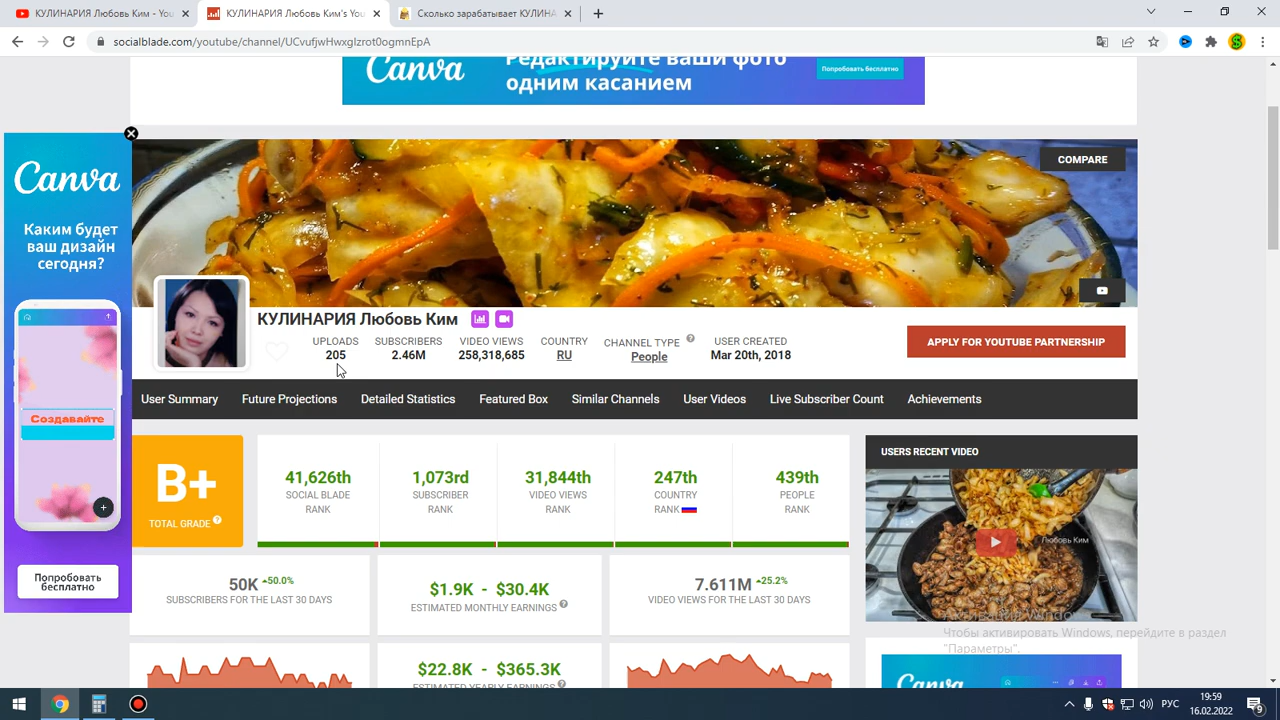 КУЛИНАРИЯ Любовь Ким - You
КУЛИНАРИЯ Любовь Ким's You
Сколько зарабатывает КУЛИНА
socialblade.com/youtube/channel/UCvufjwHwxglzrot0ogmnEpA
Canva
Редактируйте ваши фото
одним касанием
Попробовать бесплатно
COMPARE
Canva
Каким будет
ваш дизайн
сегодня?
Создавайте
Попробовать
бесплатно
КУЛИНАРИЯ Любовь Ким
UPLOADS
205
SUBSCRIBERS
2.46M
VIDEO VIEWS
258,318,685
COUNTRY
RU
CHANNEL TYPE
People
USER CREATED
Mar 20th, 2018
APPLY FOR YOUTUBE PARTNERSHIP
User Summary
Future Projections
Detailed Statistics
Featured Box
Similar Channels
User Videos
Live Subscriber Count
Achievements
B+
TOTAL GRADE
41,626th
SOCIAL BLADE
RANK
1,073rd
SUBSCRIBER
RANK
31,844th
VIDEO VIEWS
RANK
247th
COUNTRY
RANK
439th
PEOPLE
RANK
USERS RECENT VIDEO
Любовь Ким
50K 50.0%
SUBSCRIBERS FOR THE LAST 30 DAYS
$1.9K - $30.4K
ESTIMATED MONTHLY EARNINGS
7.611M 25.2%
VIDEO VIEWS FOR THE LAST 30 DAYS
$22.8K - $365.3K
ESTIMATED YEARLY EARNINGS
Активация Windows
Чтобы активировать Windows, перейдите в раздел
"Параметры".
Canva
РУС
19:59
16.02.2022
9